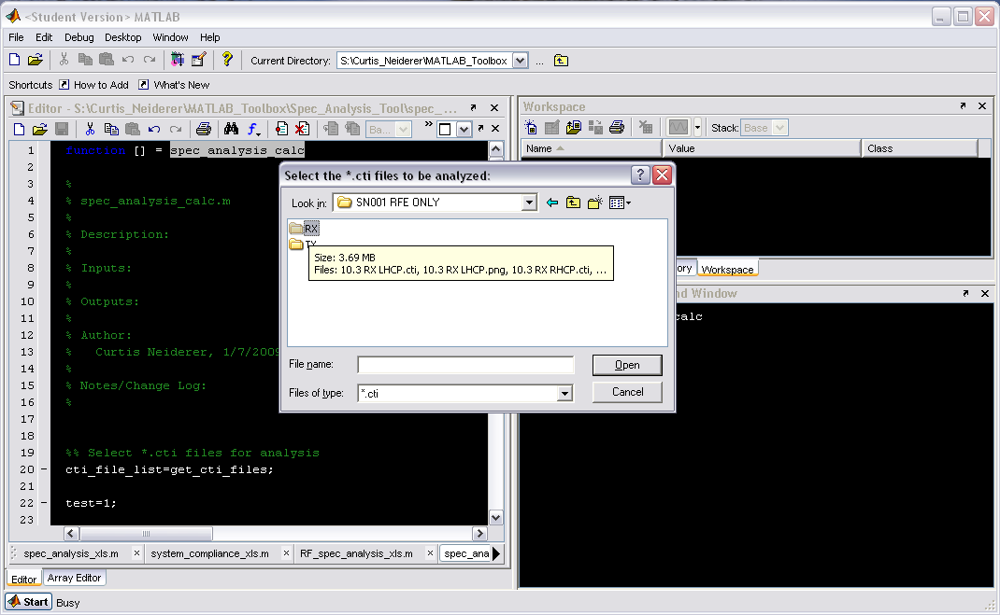 <Student Version> MATLAB
File Edit Debug Desktop Window Help
Current Directory: S:\Curtis_Neiderer\MATLAB_Toolbox ...
Shortcuts How to Add What's New
Editor - S:\Curtis_Neiderer\MATLAB_Toolbox\Spec_Analysis_Tool\spec_...
Ba...
1 function [] = spec_analysis_calc
2
3 %
4 % spec_analysis_calc.m
5 %
6 % Description:
7 %
8 % Inputs:
9 %
10 % Outputs:
11 %
12 % Author:
13 % Curtis Neiderer, 1/7/2009
14 %
15 % Notes/Change Log:
16 %
17
18
19 %% Select *.cti files for analysis
20 - cti_file_list=get_cti_files;
21
22 - test=1;
23
spec_analysis_xls.m × system_compliance_xls.m × RF_spec_analysis_xls.m × spec_ana
Editor Array Editor
Start Busy
Select the *.cti files to be analyzed:
Look in: SN001 RFE ONLY
RX
TX
Size: 3.69 MB
Files: 10.3 RX LHCP.cti, 10.3 RX LHCP.png, 10.3 RX RHCP.cti, ...
File name:
Open
Files of type: *.cti
Cancel
Workspace
Stack: Base
Name Value Class
ory Workspace
nd Window
calc